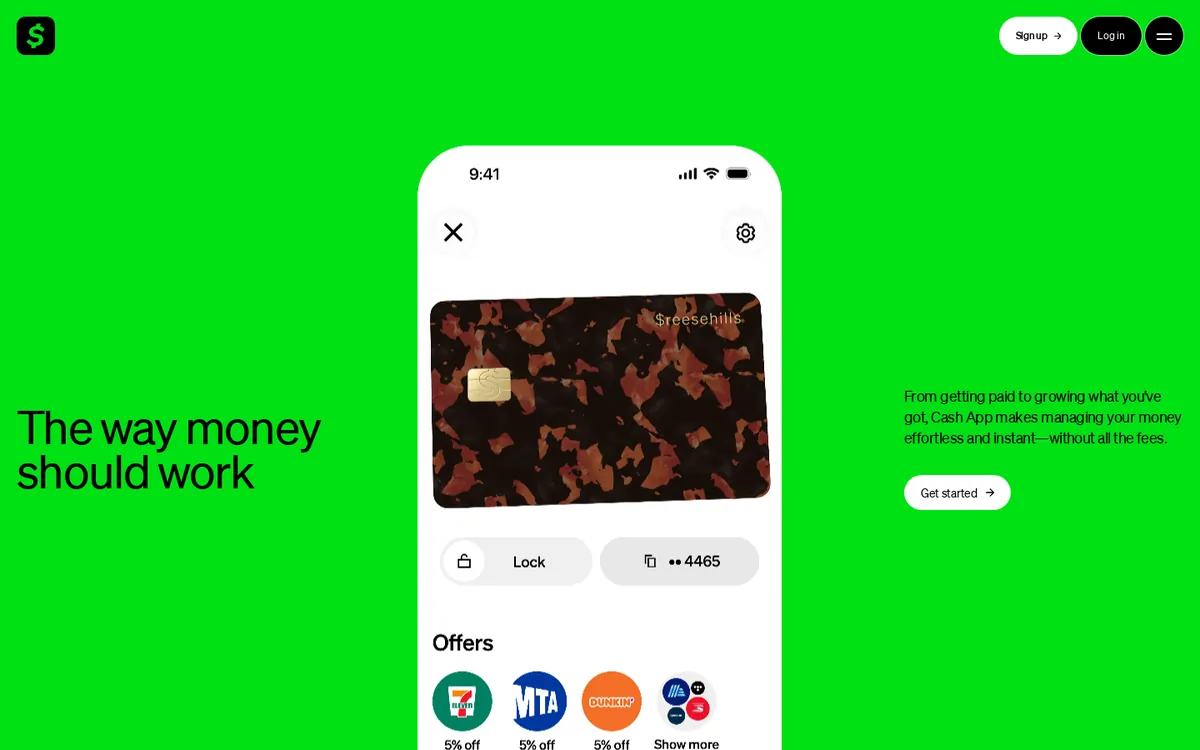 $
Sign up →
Log in
9:41
$reesehills
The way money
should work
From getting paid to growing what you've
got, Cash App makes managing your money
effortless and instant—without all the fees.
Get started →
Lock
•• 4465
Offers
7
ELEVEN
MTA
DUNKIN'
5% off
5% off
5% off
Show more